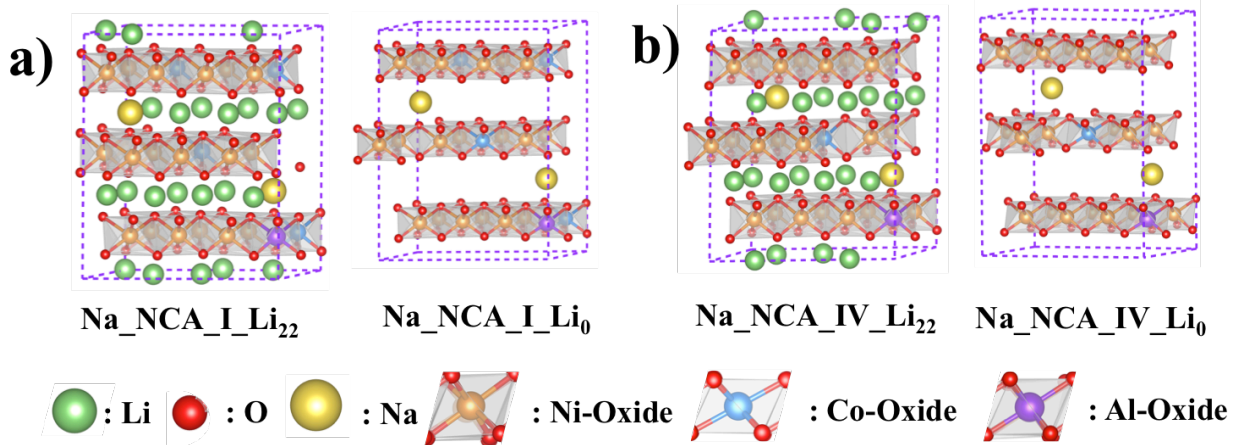 a)
b)
Na_NCA_I_Li₂₂
Na_NCA_I_Li₀
Na_NCA_IV_Li₂₂
Na_NCA_IV_Li₀
: Li
: O
: Na
: Ni-Oxide
: Co-Oxide
: Al-Oxide